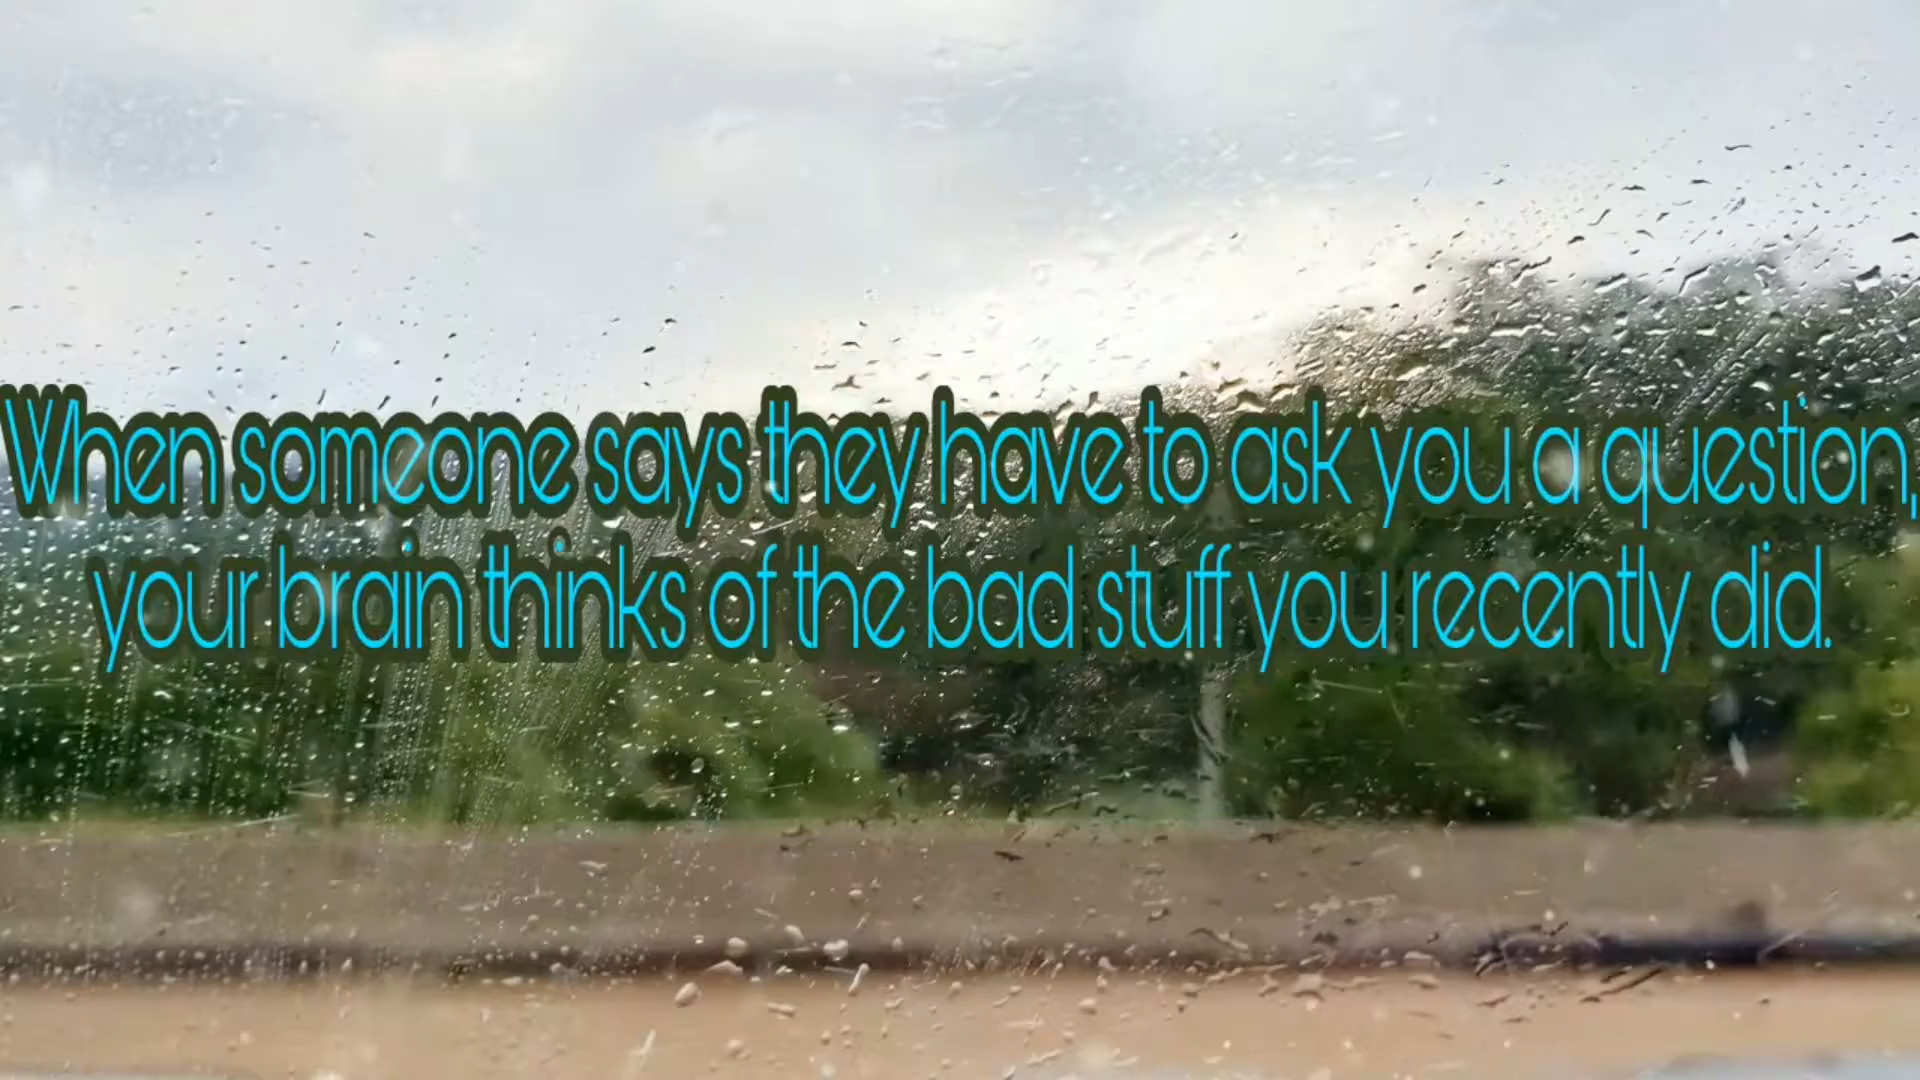 When someone says they have to ask you a question,
your brain thinks of the bad stuff you recently did.